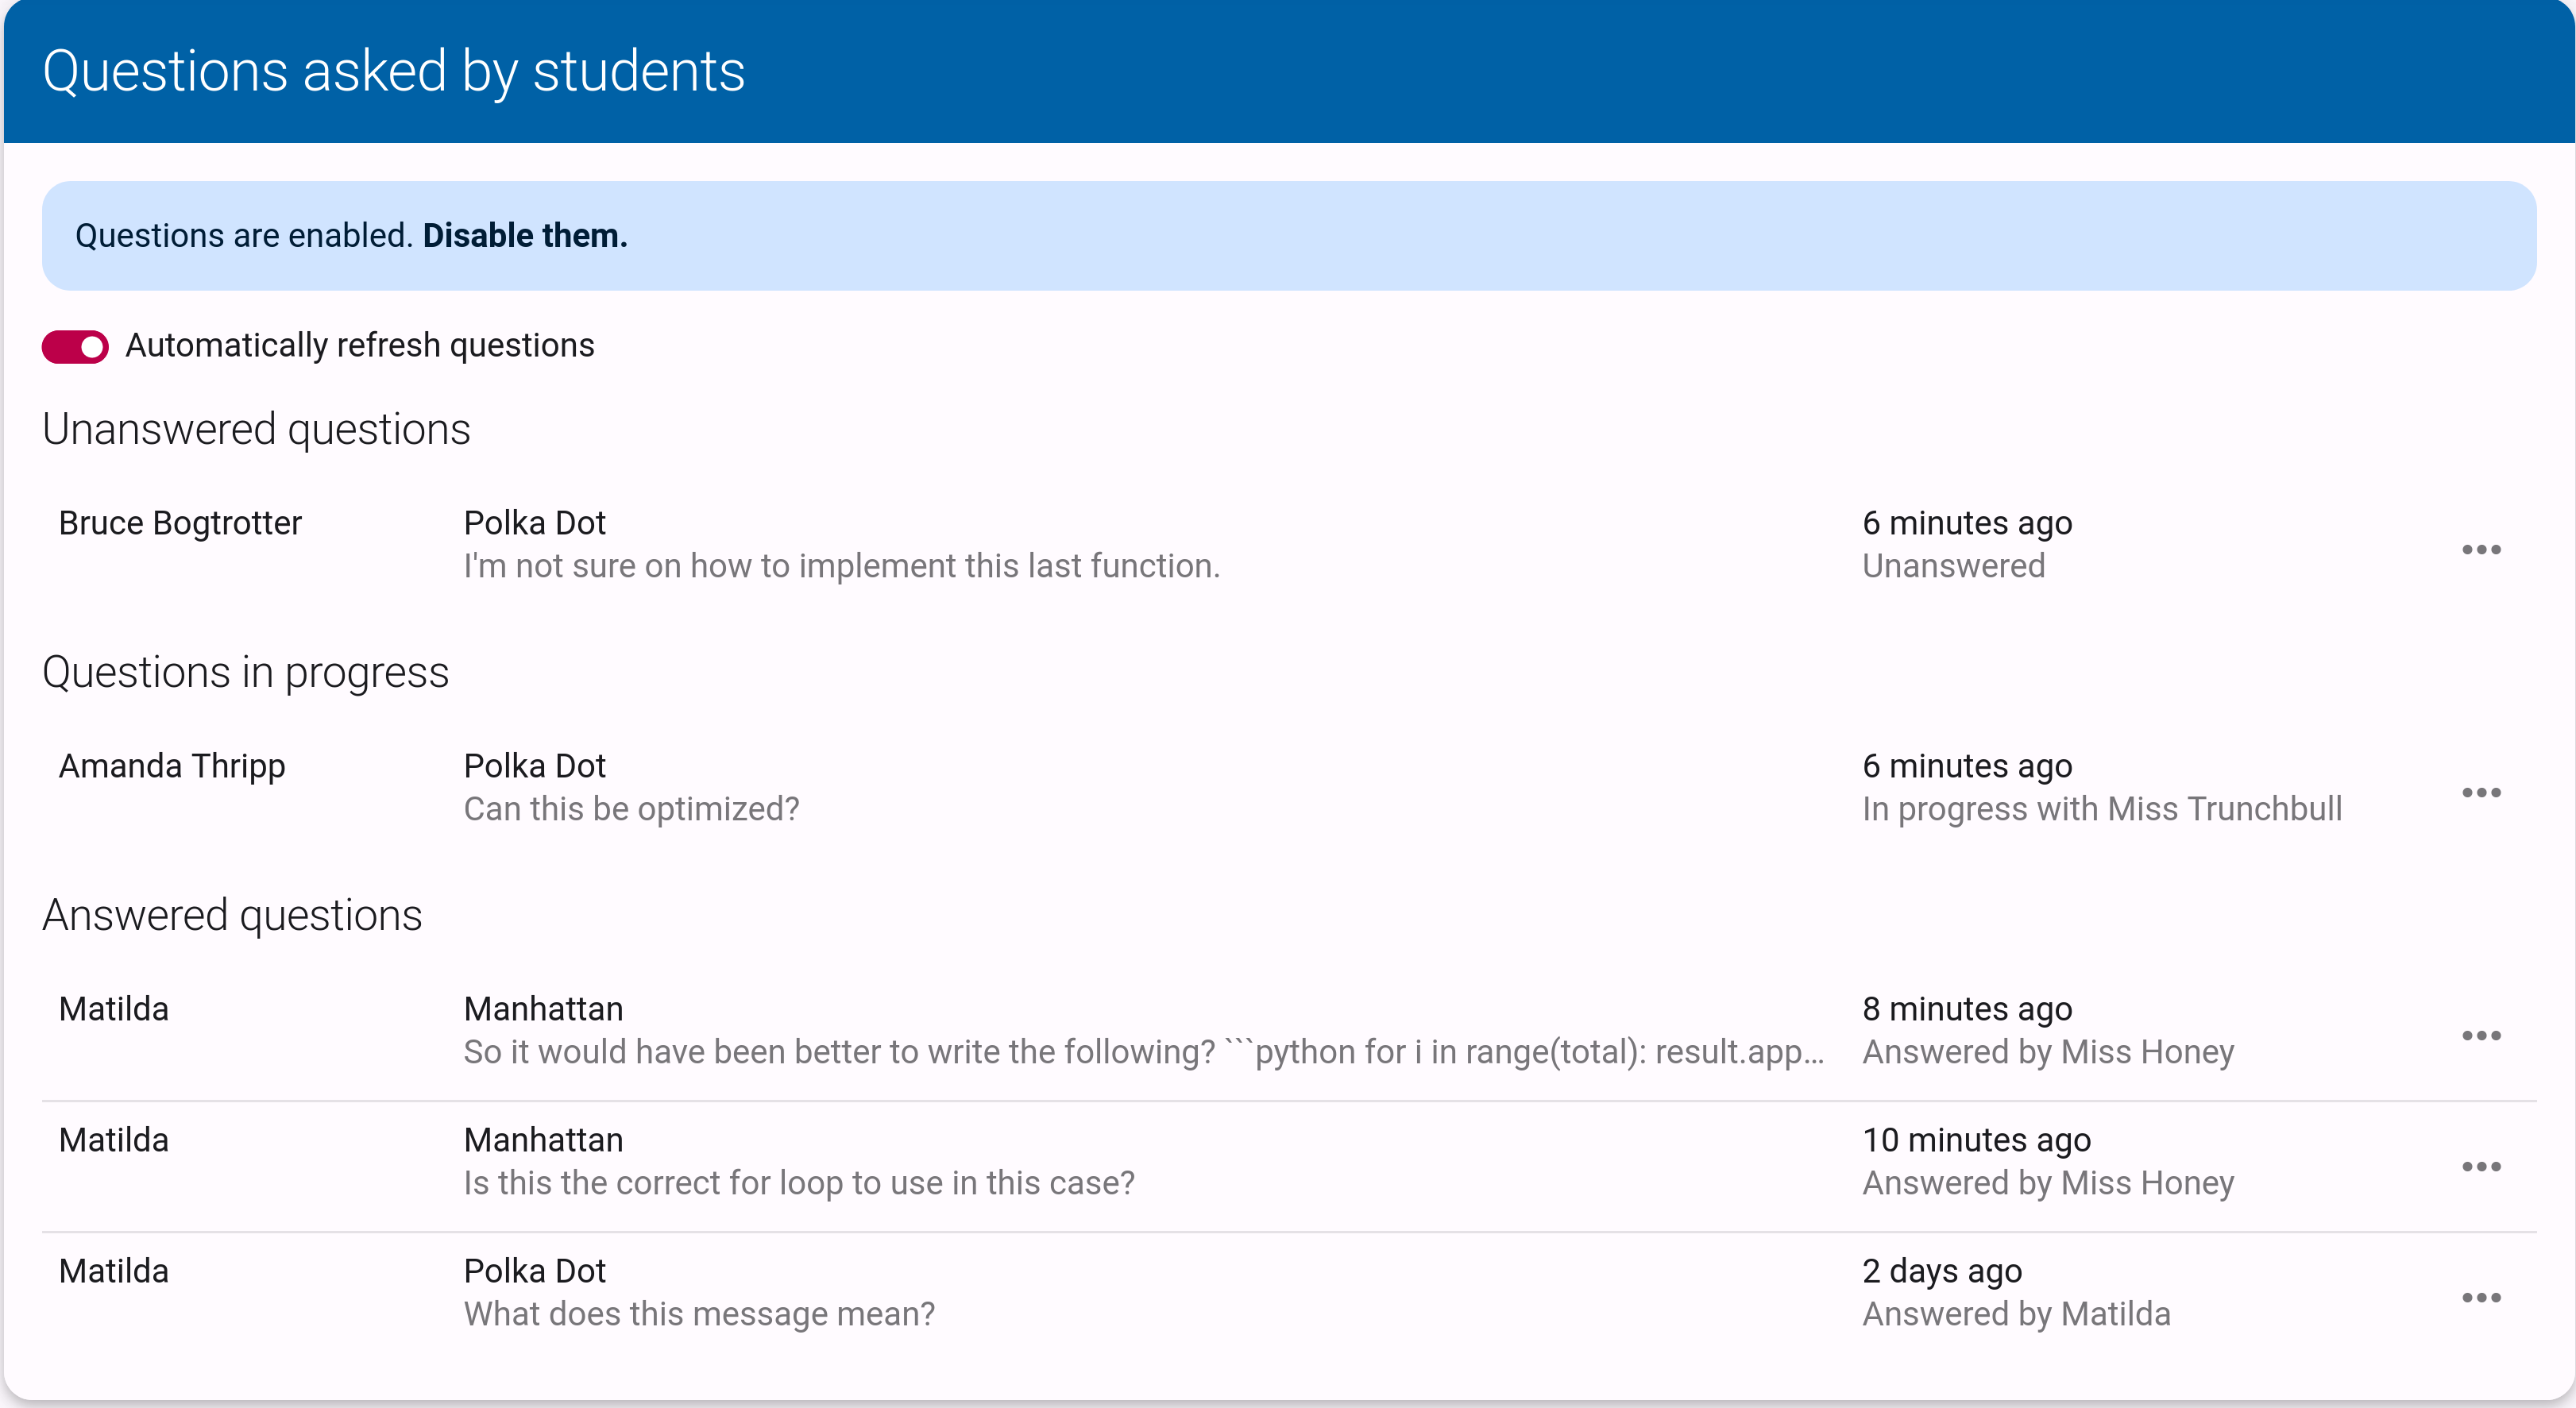 Questions asked by students
Questions are enabled. Disable them.
Automatically refresh questions
Unanswered questions
Bruce Bogtrotter Polka Dot 6 minutes ago
I'm not sure on how to implement this last function. Unanswered
Questions in progress
Amanda Thripp Polka Dot 6 minutes ago
Can this be optimized? In progress with Miss Trunchbull
Answered questions
Matilda Manhattan 8 minutes ago
So it would have been better to write the following? ```python for i in range(total): result.app... Answered by Miss Honey
Matilda Manhattan 10 minutes ago
Is this the correct for loop to use in this case? Answered by Miss Honey
Matilda Polka Dot 2 days ago
What does this message mean? Answered by Matilda